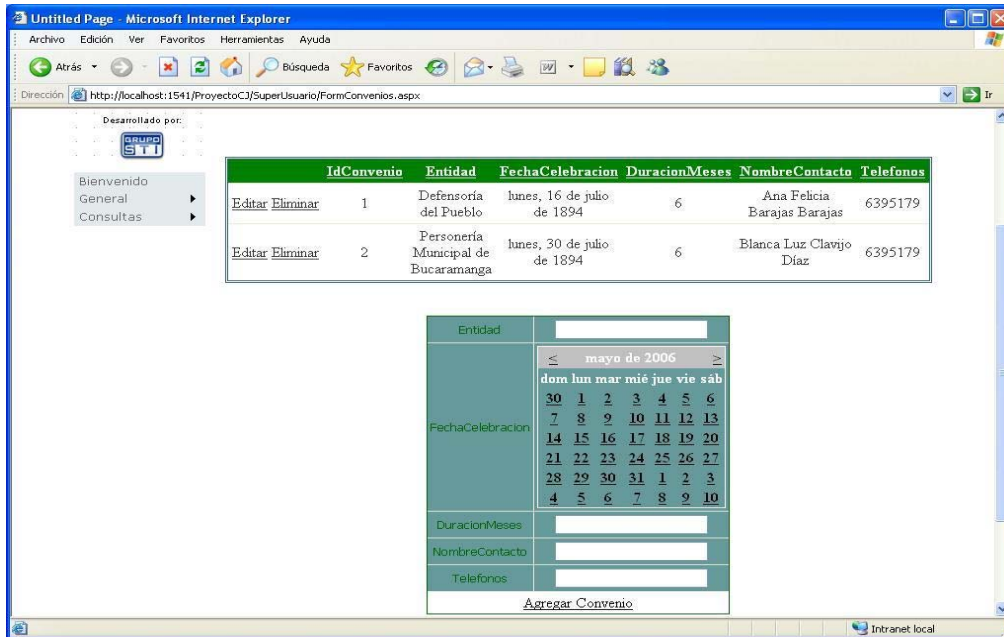 Untitled Page - Microsoft Internet Explorer
Archivo Edición Ver Favoritos Herramientas Ayuda
Atrás Búsqueda Favoritos
Dirección http://localhost:1541/ProyectoCJ/SuperUsuario/FormConvenios.aspx Ir
Desarrollado por:
GRUPO
STI
Bienvenido
General
Consultas
IdConvenio Entidad FechaCelebracion DuracionMeses NombreContacto Telefonos
Editar Eliminar 1 Defensoría del Pueblo lunes, 16 de julio de 1894 6 Ana Felicia Barajas Barajas 6395179
Editar Eliminar 2 Personería Municipal de Bucaramanga lunes, 30 de julio de 1894 6 Blanca Luz Clavijo Díaz 6395179
Entidad
FechaCelebracion
< mayo de 2006 >
dom lun mar mié jue vie sáb
30 1 2 3 4 5 6
7 8 9 10 11 12 13
14 15 16 17 18 19 20
21 22 23 24 25 26 27
28 29 30 31 1 2 3
4 5 6 7 8 9 10
DuracionMeses
NombreContacto
Telefonos
Agregar Convenio
Intranet local